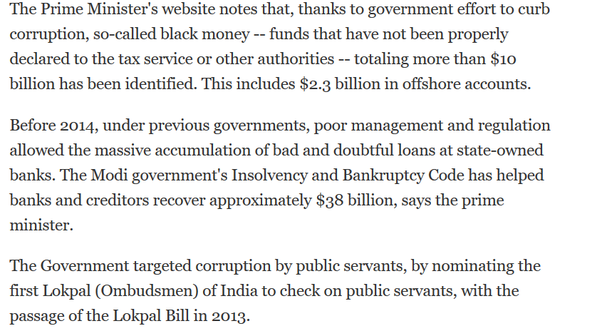 The Prime Minister's website notes that, thanks to government effort to curb
corruption, so-called black money -- funds that have not been properly
declared to the tax service or other authorities -- totaling more than $10
billion has been identified. This includes $2.3 billion in offshore accounts.
Before 2014, under previous governments, poor management and regulation
allowed the massive accumulation of bad and doubtful loans at state-owned
banks. The Modi government's Insolvency and Bankruptcy Code has helped
banks and creditors recover approximately $38 billion, says the prime
minister.
The Government targeted corruption by public servants, by nominating the
first Lokpal (Ombudsmen) of India to check on public servants, with the
passage of the Lokpal Bill in 2013.